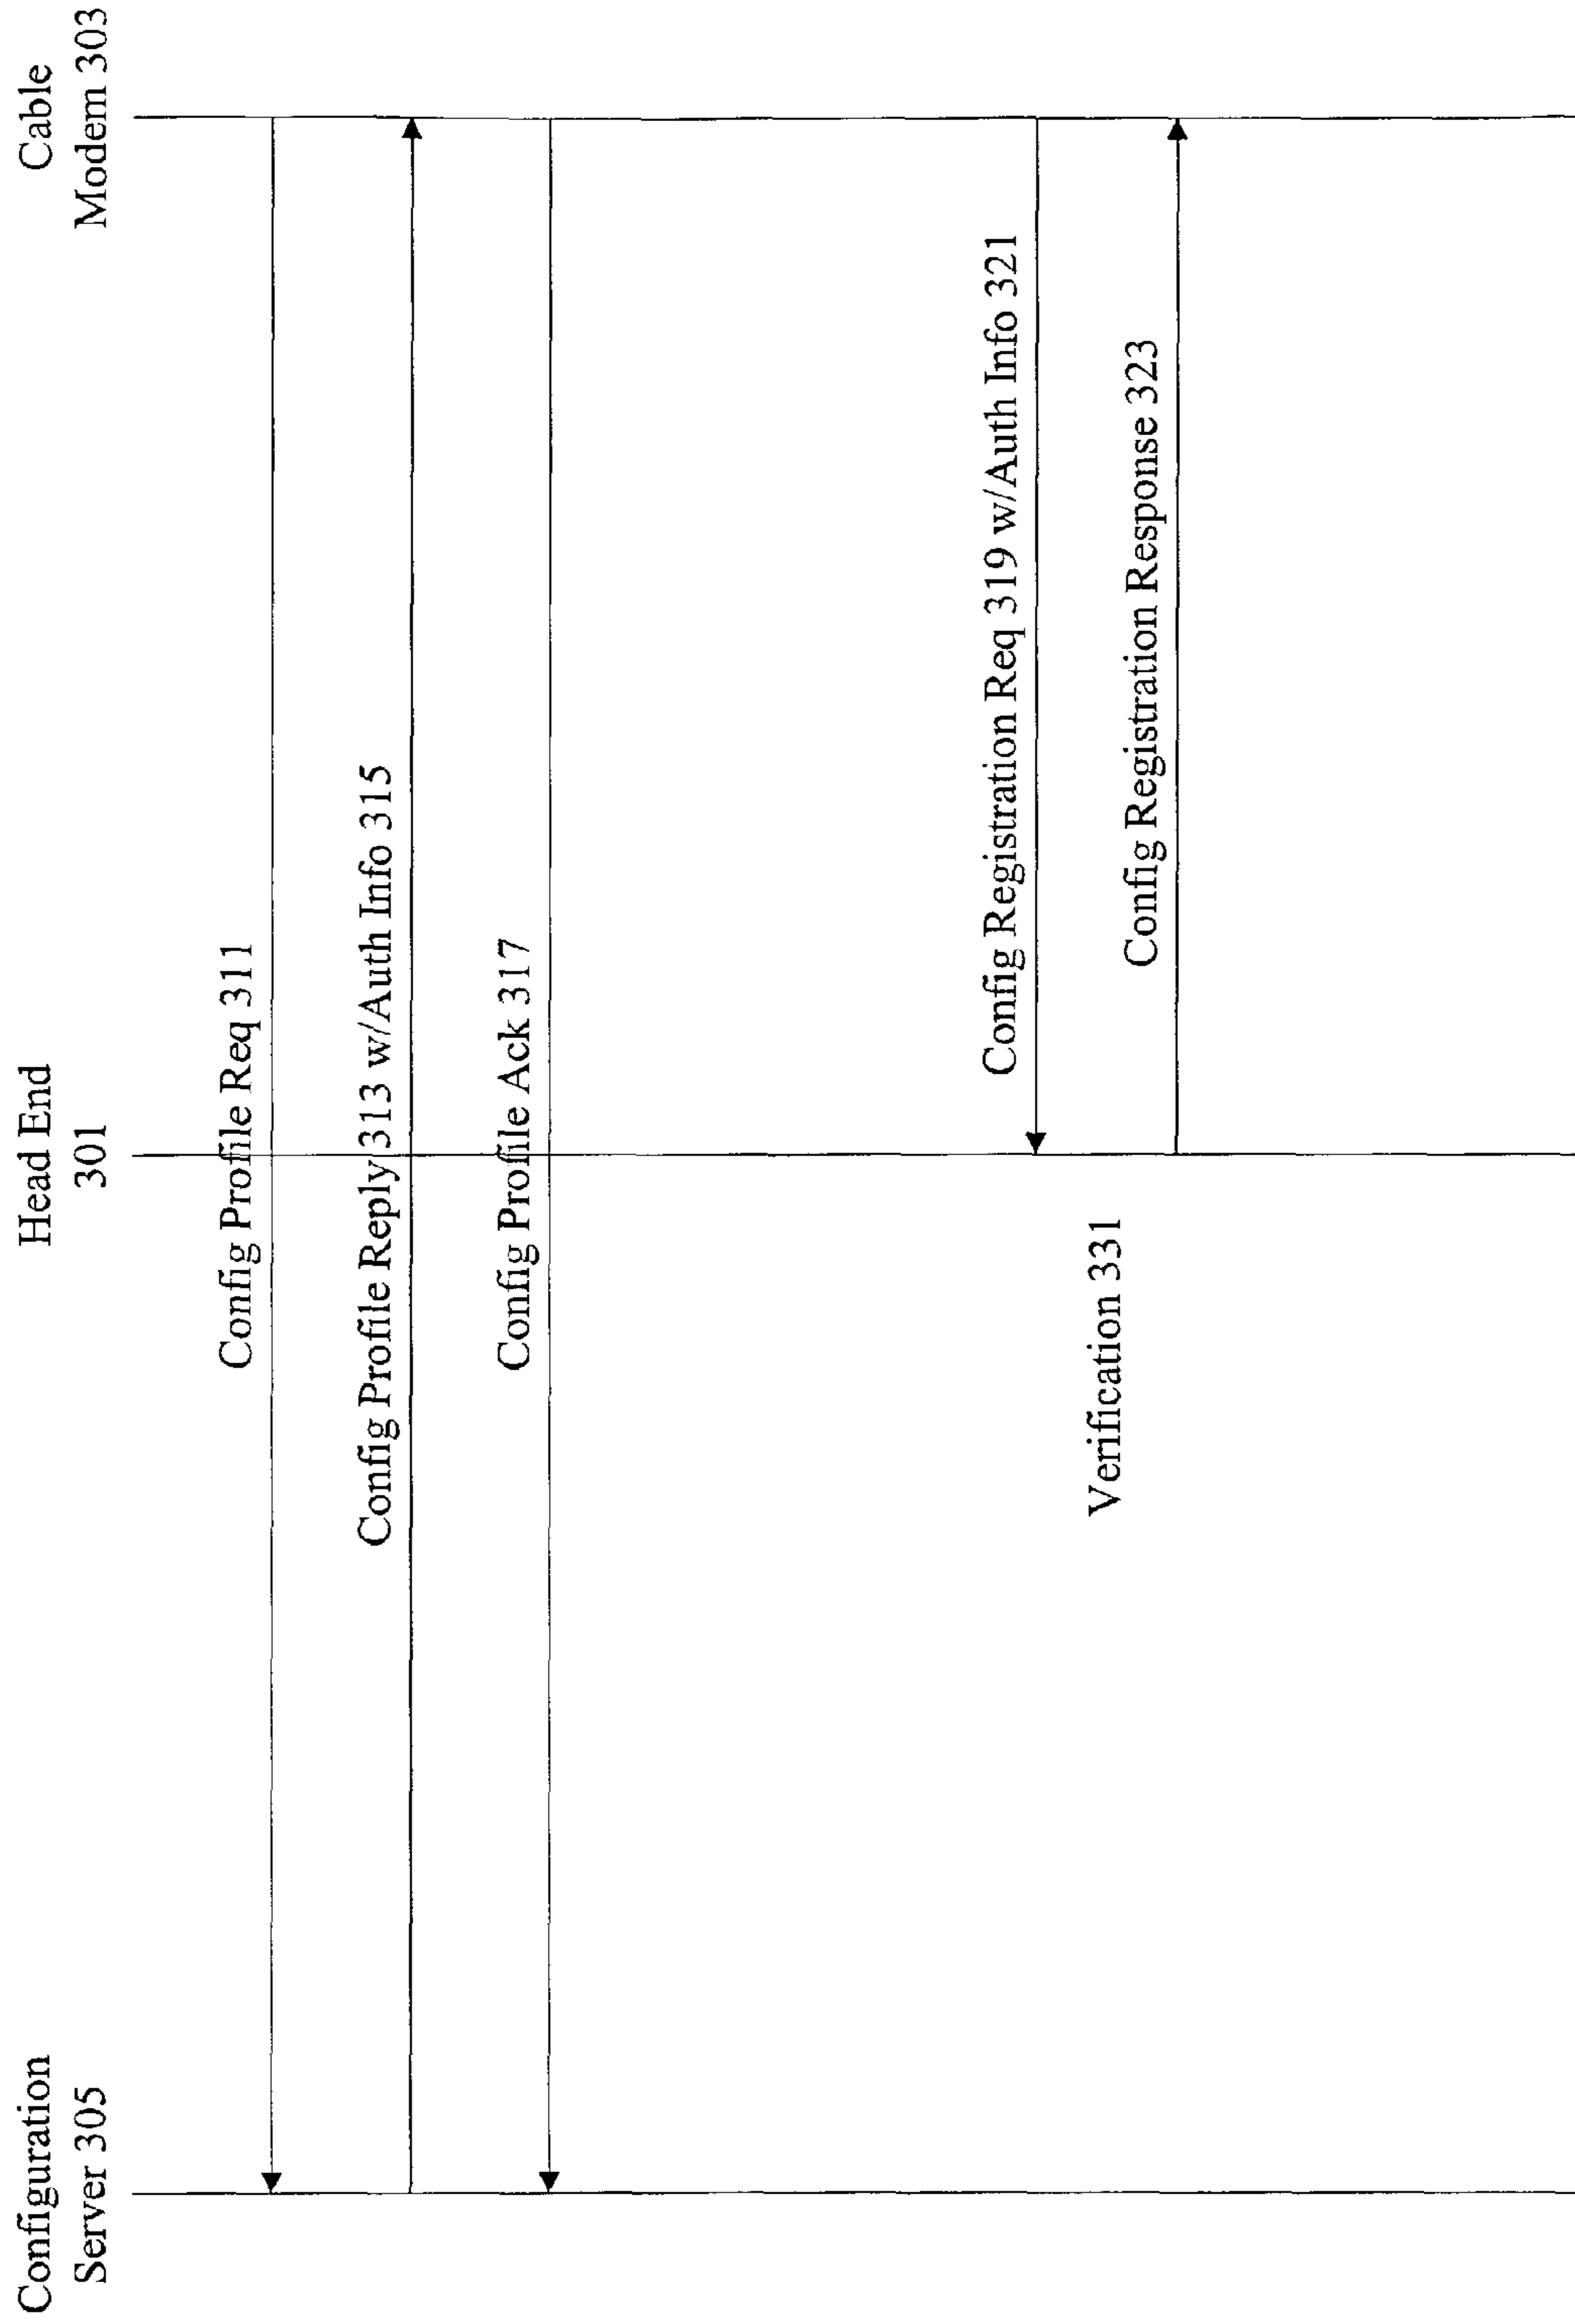 Configuration
Server 305
Head End
301
Cable
Modem 303
Config Profile Req 311
Config Profile Reply 313 w/Auth Info 315
Config Profile Ack 317
Config Registration Req 319 w/Auth Info 321
Verification 331
Config Registration Response 323